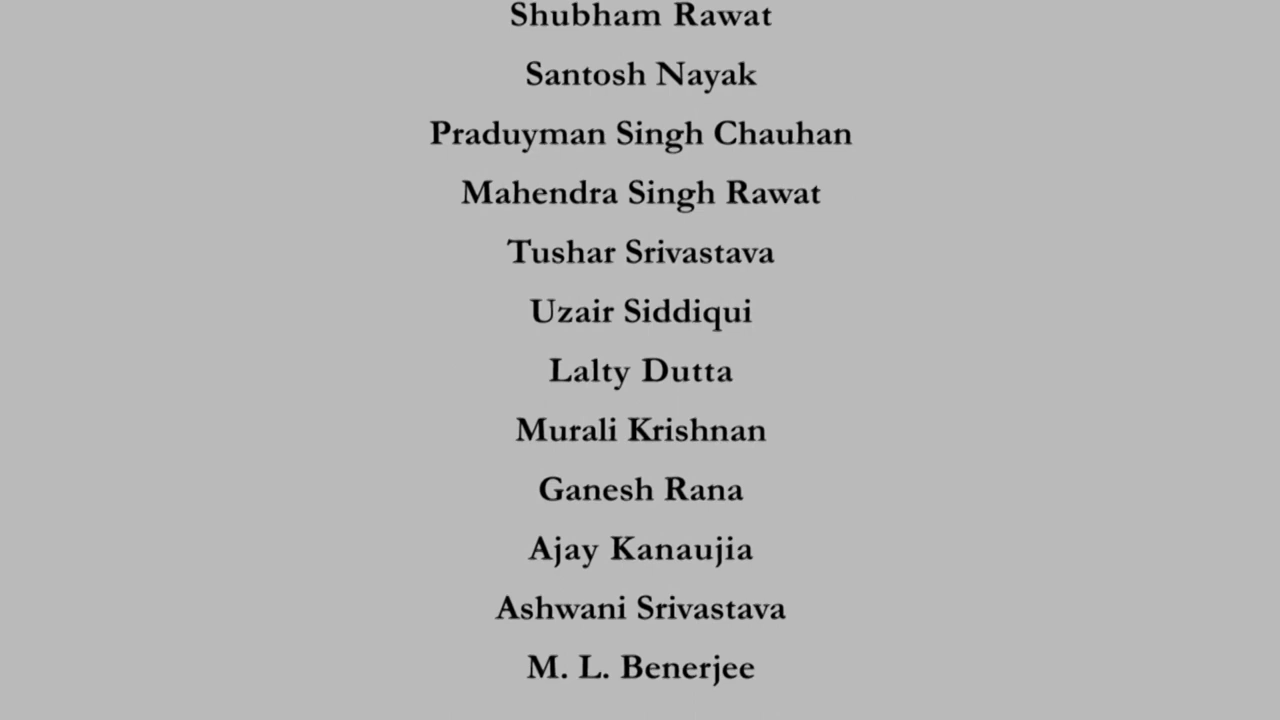 Shubham Rawat
Santosh Nayak
Praduyman Singh Chauhan
Mahendra Singh Rawat
Tushar Srivastava
Uzair Siddiqui
Lalty Dutta
Murali Krishnan
Ganesh Rana
Ajay Kanaujia
Ashwani Srivastava
M. L. Benerjee